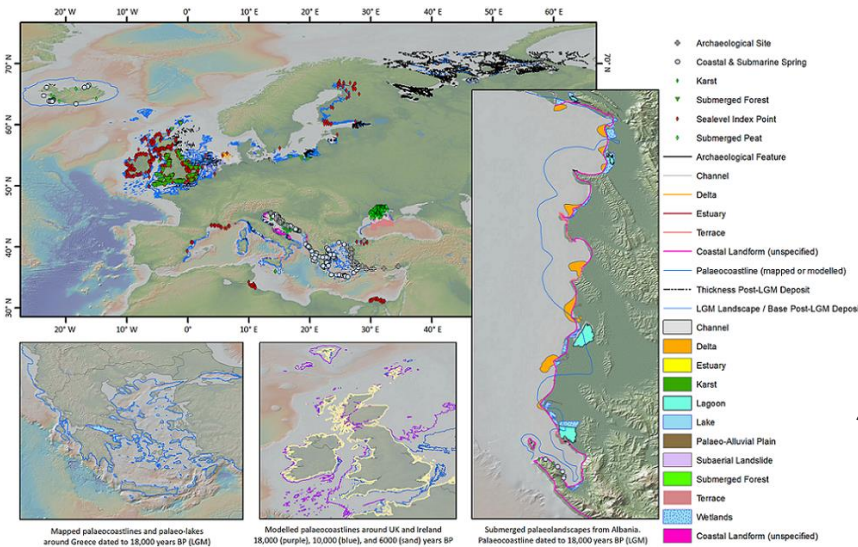 20° W
10° W
0°
10° E
20° E
30° E
40° E
50° E
60° E
70° N
60° N
50° N
40° N
30° N
70° N
20° W
10° W
0°
10° E
20° E
30° E
40° E
Archaeological Site
Coastal & Submarine Spring
Karst
Submerged Forest
Sealevel Index Point
Submerged Peat
Archaeological Feature
Channel
Delta
Estuary
Terrace
Coastal Landform (unspecified)
Palaeocoastline (mapped or modelled)
Thickness Post-LGM Deposit
LGM Landscape / Base Post-LGM Deposi
Channel
Delta
Estuary
Karst
Lagoon
Lake
Palaeo-Alluvial Plain
Subaerial Landslide
Submerged Forest
Terrace
Wetlands
Coastal Landform (unspecified)
Mapped palaeocoastlines and palaeo-lakes
around Greece dated to 18,000 years BP (LGM)
Modelled palaeocoastlines around UK and Ireland
18,000 (purple), 10,000 (blue), and 6000 (sand) years BP
Submerged palaeolandscapes from Albania.
Palaeocoastline dated to 18,000 years BP (LGM)